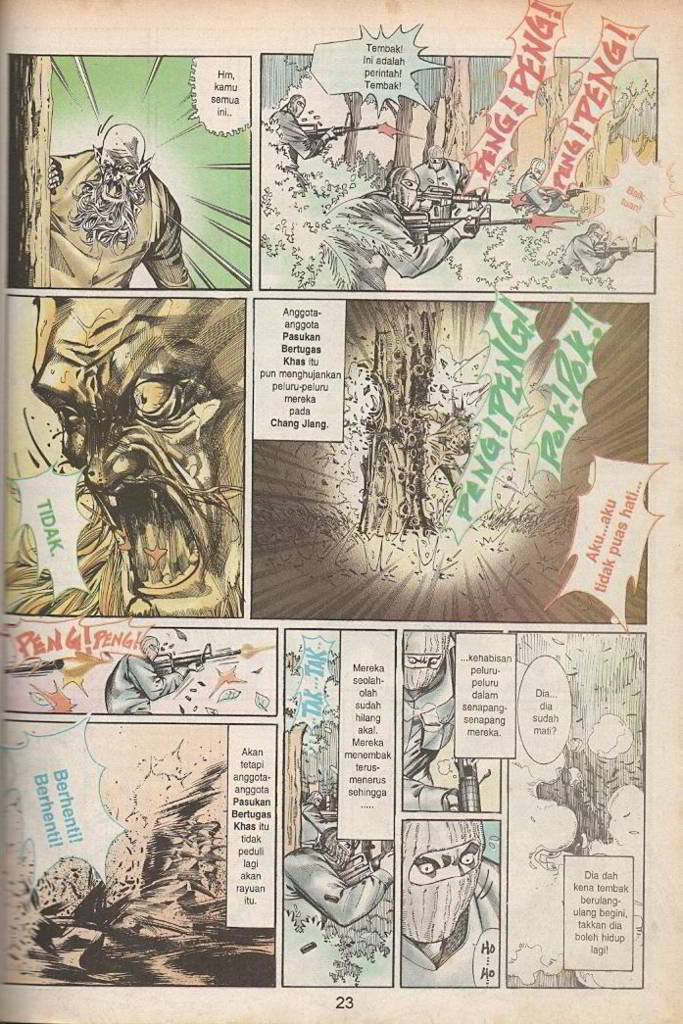 Hm,
kamu
semua
ini..
Tembak!
Ini adalah
perintah!
Tembak!
PENG! PENG!
PENG! PENG!
Baik
tuan!
TIDAK.
Anggota-
anggota
Pasukan
Bertugas
Khas itu
pun menghujankan
peluru-peluru
mereka
pada
Chang Jiang.
PENG! PENG!
POK! POK!
Aku...aku
tidak puas hati...
PENG! PENG!
Berhenti!
Berhenti!
Akan
tetapi
anggota-
anggota
Pasukan
Bertugas
Khas itu
tidak
peduli
lagi
akan
rayuan
itu.
TAK... TAK...
Mereka
seolah-
olah
sudah
hilang
akal.
Mereka
menembak
terus-
menerus
sehingga
.....
...kehabisan
peluru-
peluru
dalam
senapang-
senapang
mereka.
HO
...
HO
Dia...
dia
sudah
mati?
Dia dah
kena tembak
berulang-
ulang begini,
takkan dia
boleh hidup
lagi!
23